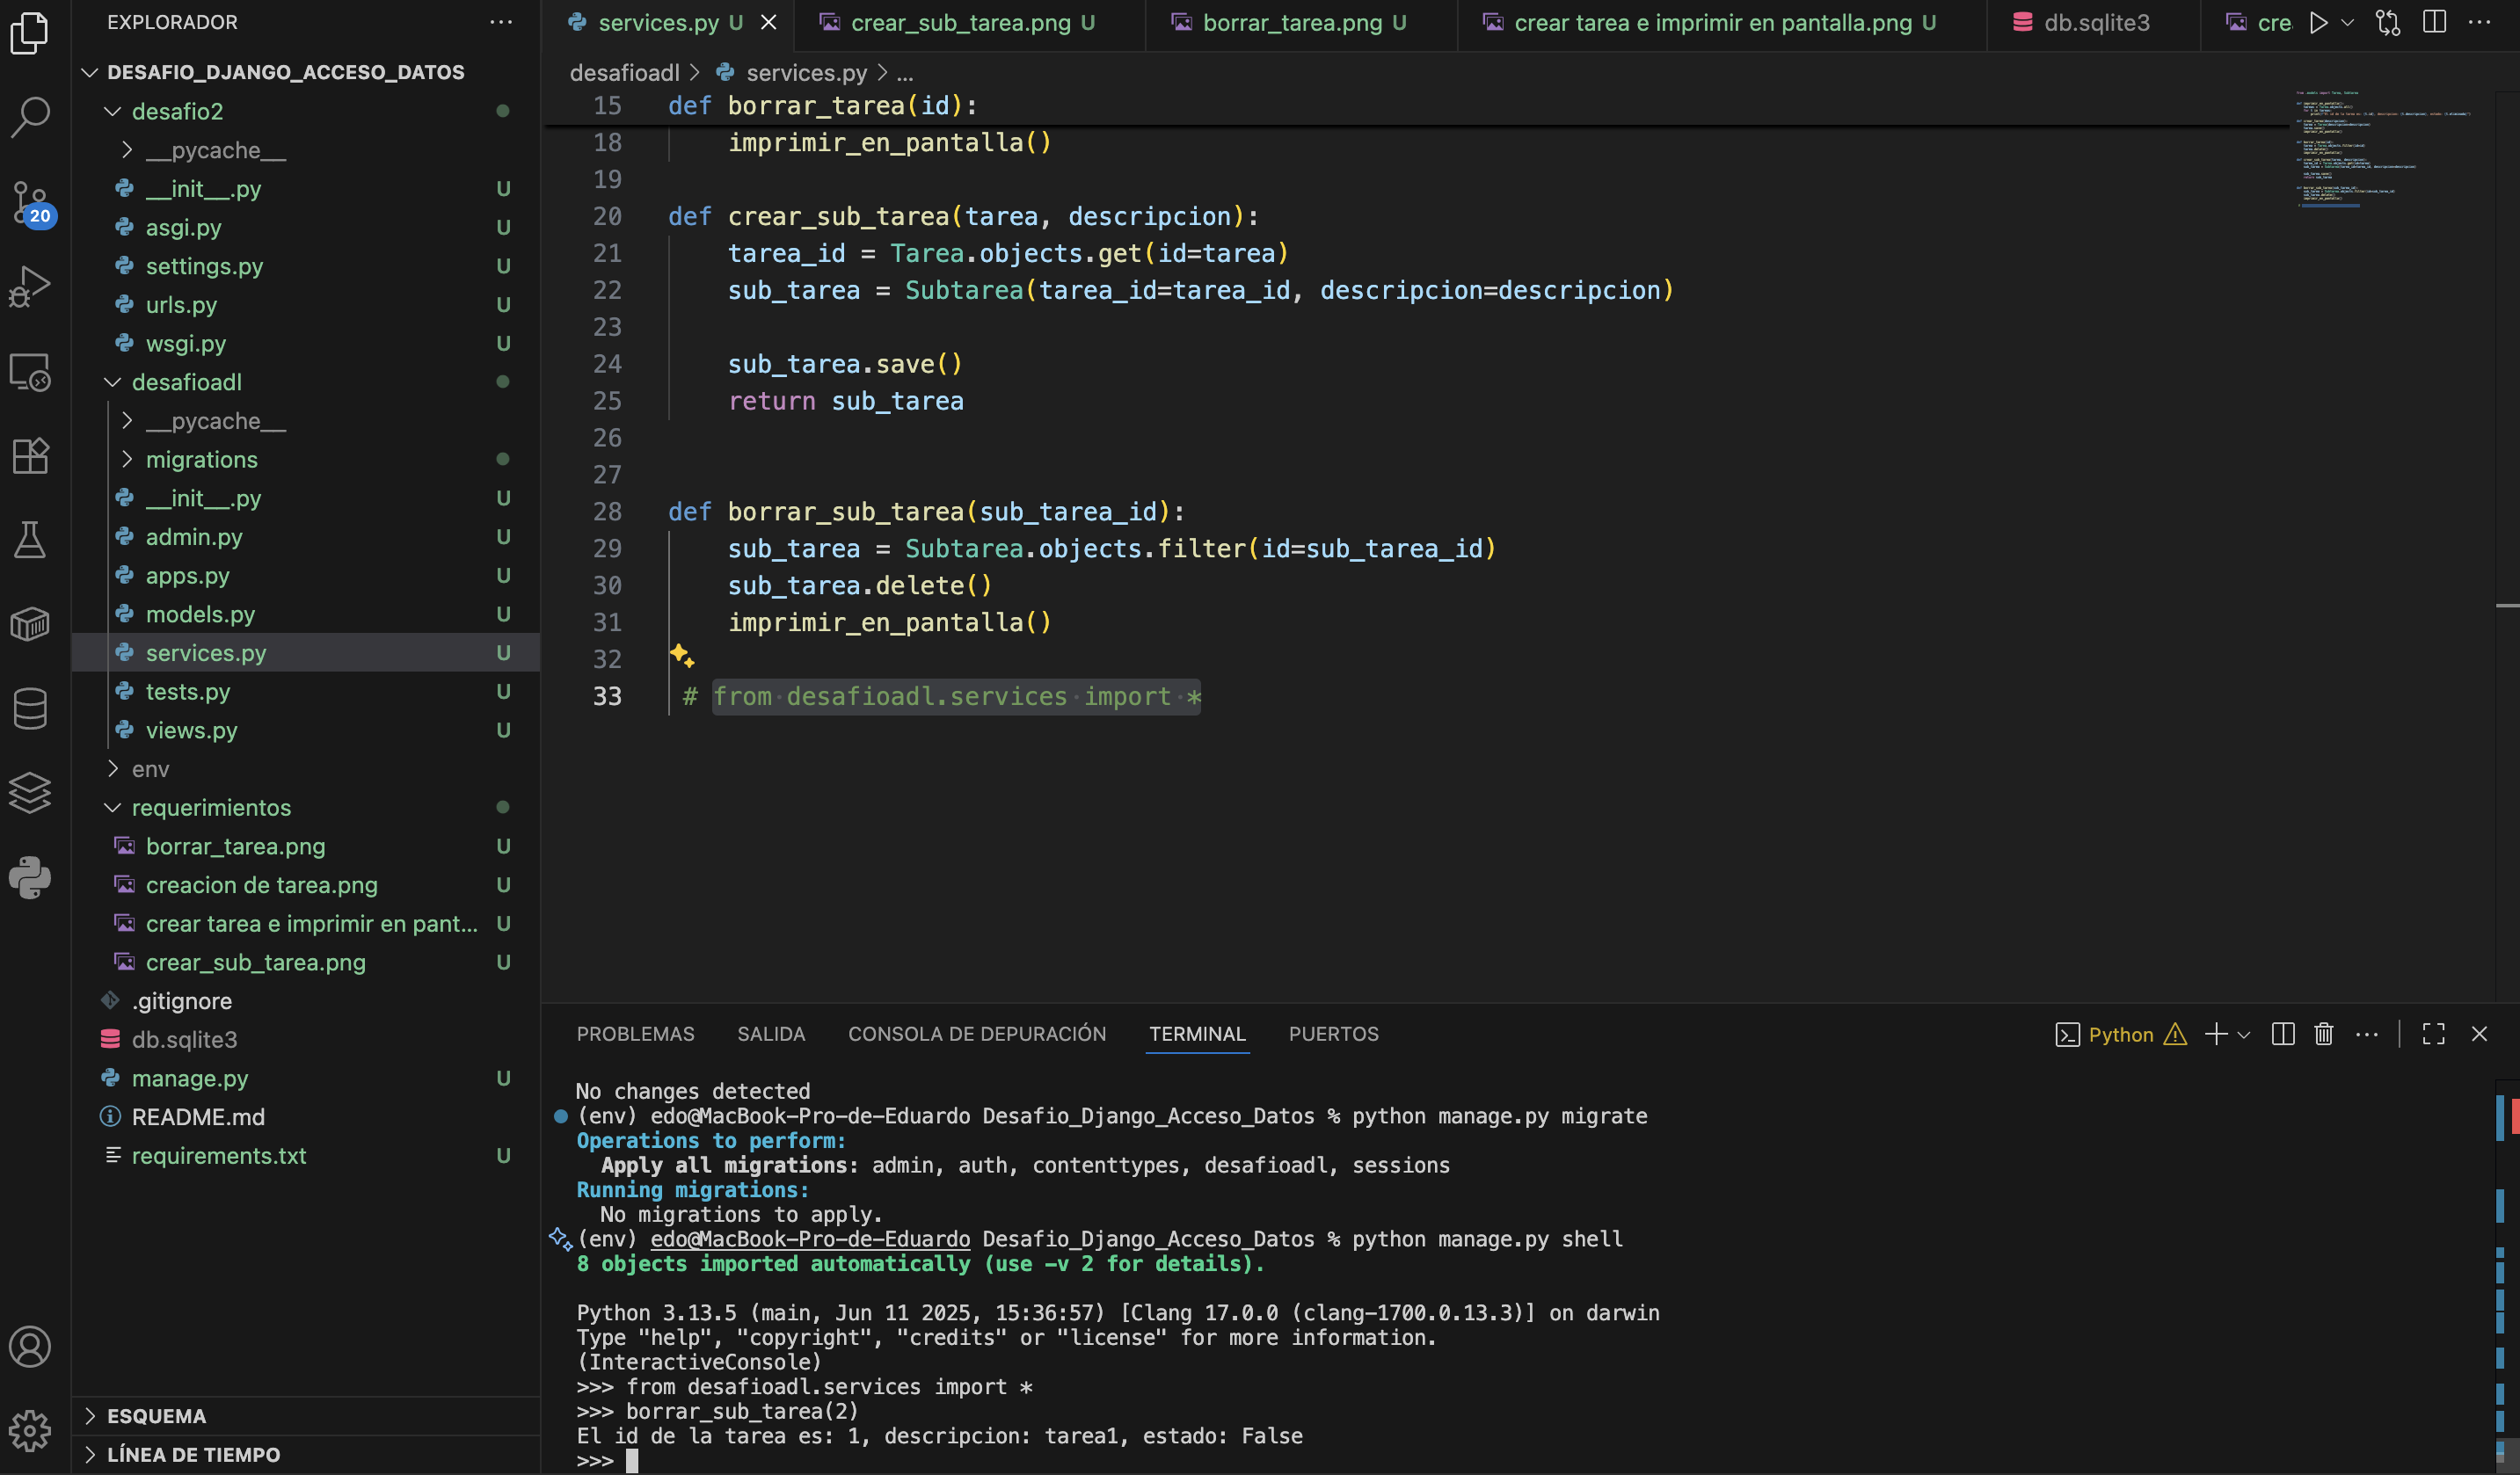 EXPLORADOR
DESAFIO_DJANGO_ACCESO_DATOS
desafio2
__pycache__
__init__.py U
asgi.py U
settings.py U
urls.py U
wsgi.py U
desafioadl
__pycache__
migrations
__init__.py U
admin.py U
apps.py U
models.py U
services.py U
tests.py U
views.py U
env
requerimientos
borrar_tarea.png U
creacion de tarea.png U
crear tarea e imprimir en pant... U
crear_sub_tarea.png U
.gitignore
db.sqlite3
manage.py U
README.md
requirements.txt U
ESQUEMA
LÍNEA DE TIEMPO
20
services.py U crear_sub_tarea.png U borrar_tarea.png U crear tarea e imprimir en pantalla.png U db.sqlite3 cre
desafioadl > services.py > ...
15 def borrar_tarea(id):
18 imprimir_en_pantalla()
19
20 def crear_sub_tarea(tarea, descripcion):
21 tarea_id = Tarea.objects.get(id=tarea)
22 sub_tarea = Subtarea(tarea_id=tarea_id, descripcion=descripcion)
23
24 sub_tarea.save()
25 return sub_tarea
26
27
28 def borrar_sub_tarea(sub_tarea_id):
29 sub_tarea = Subtarea.objects.filter(id=sub_tarea_id)
30 sub_tarea.delete()
31 imprimir_en_pantalla()
32
33 # from desafioadl.services import *
PROBLEMAS SALIDA CONSOLA DE DEPURACIÓN TERMINAL PUERTOS Python
No changes detected
(env) edo@MacBook-Pro-de-Eduardo Desafio_Django_Acceso_Datos % python manage.py migrate
Operations to perform:
Apply all migrations: admin, auth, contenttypes, desafioadl, sessions
Running migrations:
No migrations to apply.
(env) edo@MacBook-Pro-de-Eduardo Desafio_Django_Acceso_Datos % python manage.py shell
8 objects imported automatically (use -v 2 for details).
Python 3.13.5 (main, Jun 11 2025, 15:36:57) [Clang 17.0.0 (clang-1700.0.13.3)] on darwin
Type "help", "copyright", "credits" or "license" for more information.
(InteractiveConsole)
>>> from desafioadl.services import *
>>> borrar_sub_tarea(2)
El id de la tarea es: 1, descripcion: tarea1, estado: False
>>>